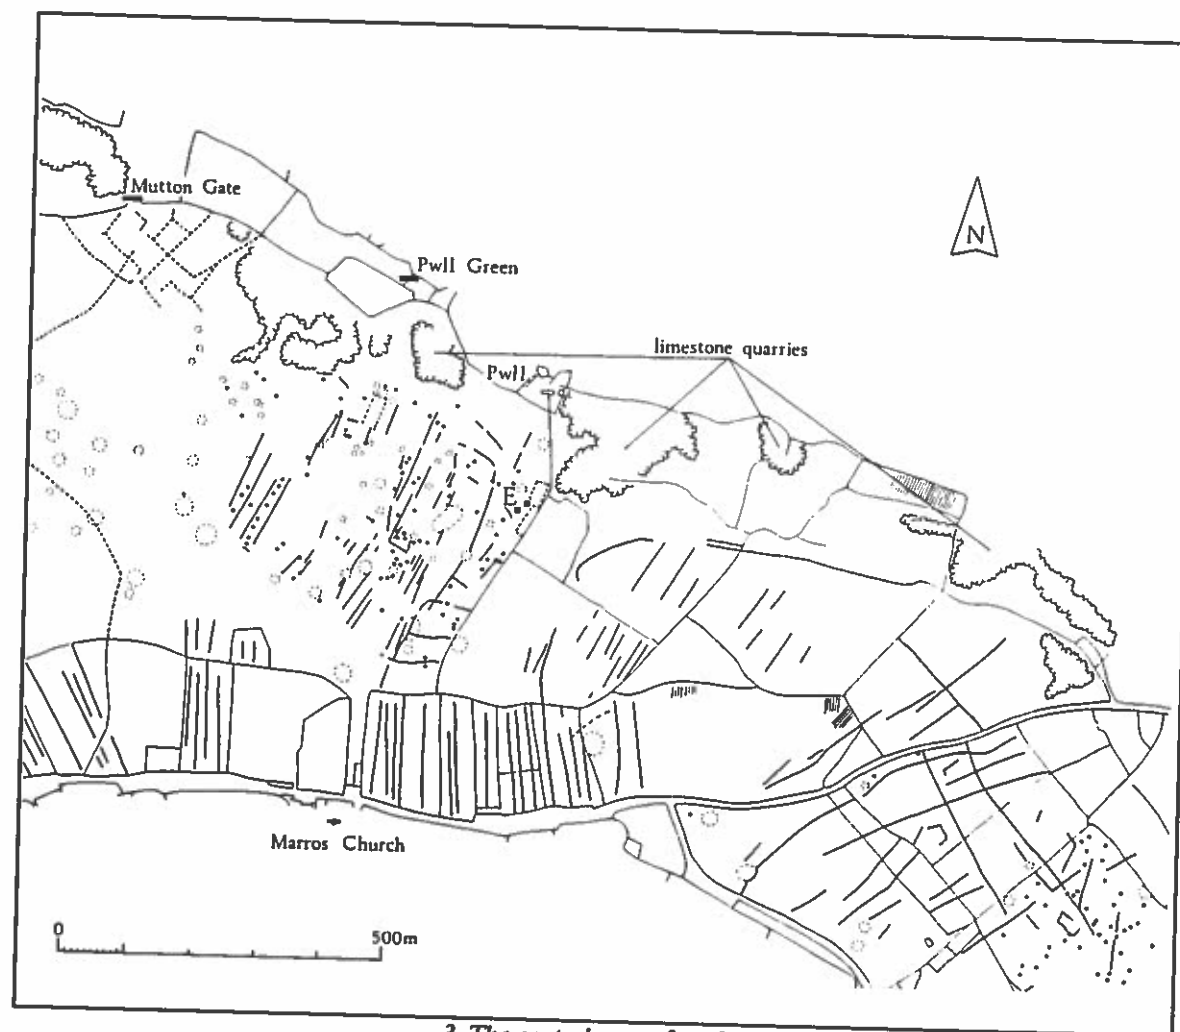 Mutton Gate
N
Pwll Green
limestone quarries
Pwll
E
Marros Church
0
500m